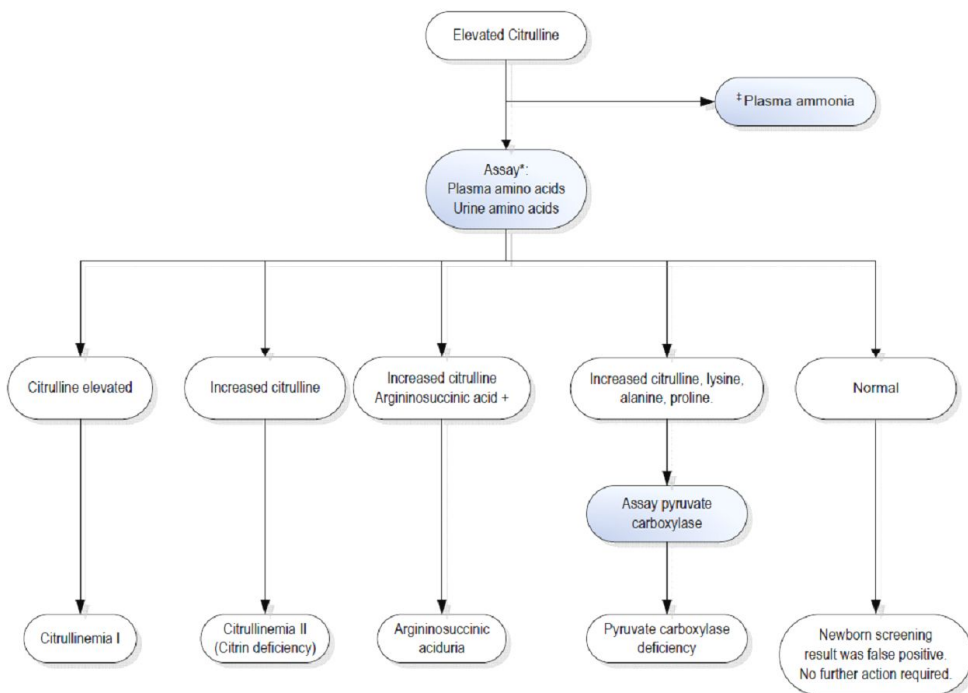 Elevated Citrulline
‡ Plasma ammonia
Assay*:
Plasma amino acids
Urine amino acids
Citrulline elevated
Increased citrulline
Increased citrulline
Argininosuccinic acid +
Increased citrulline, lysine,
alanine, proline.
Normal
Assay pyruvate
carboxylase
Citrullinemia I
Citrullinemia II
(Citrin deficiency)
Argininosuccinic
aciduria
Pyruvate carboxylase
deficiency
Newborn screening
result was false positive.
No further action required.